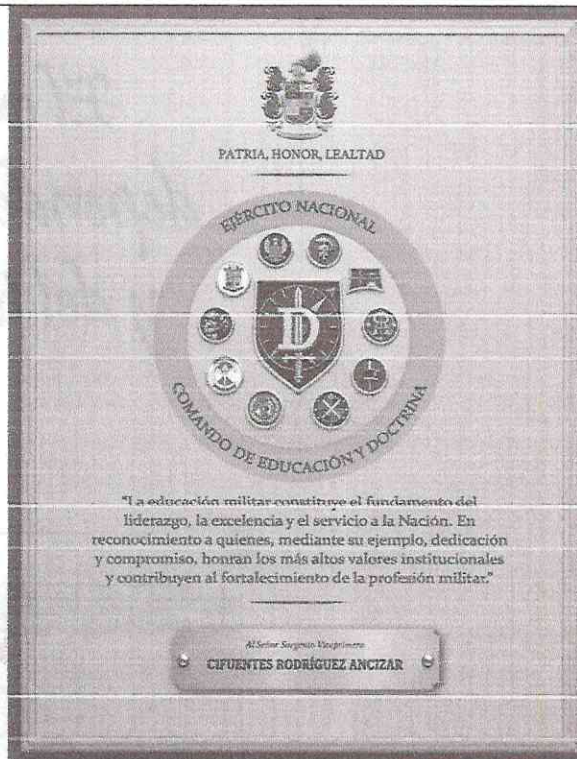 PATRIA, HONOR, LEALTAD
EJÉRCITO NACIONAL
D
COMANDO DE EDUCACIÓN Y DOCTRINA
"La educación militar constituye el fundamento del
liderazgo, la excelencia y el servicio a la Nación. En
reconocimiento a quienes, mediante su ejemplo, dedicación
y compromiso, honran los más altos valores institucionales
y contribuyen al fortalecimiento de la profesión militar."
Al Señor Sargento Viceprimero
CIFUENTES RODRÍGUEZ ANCIZAR